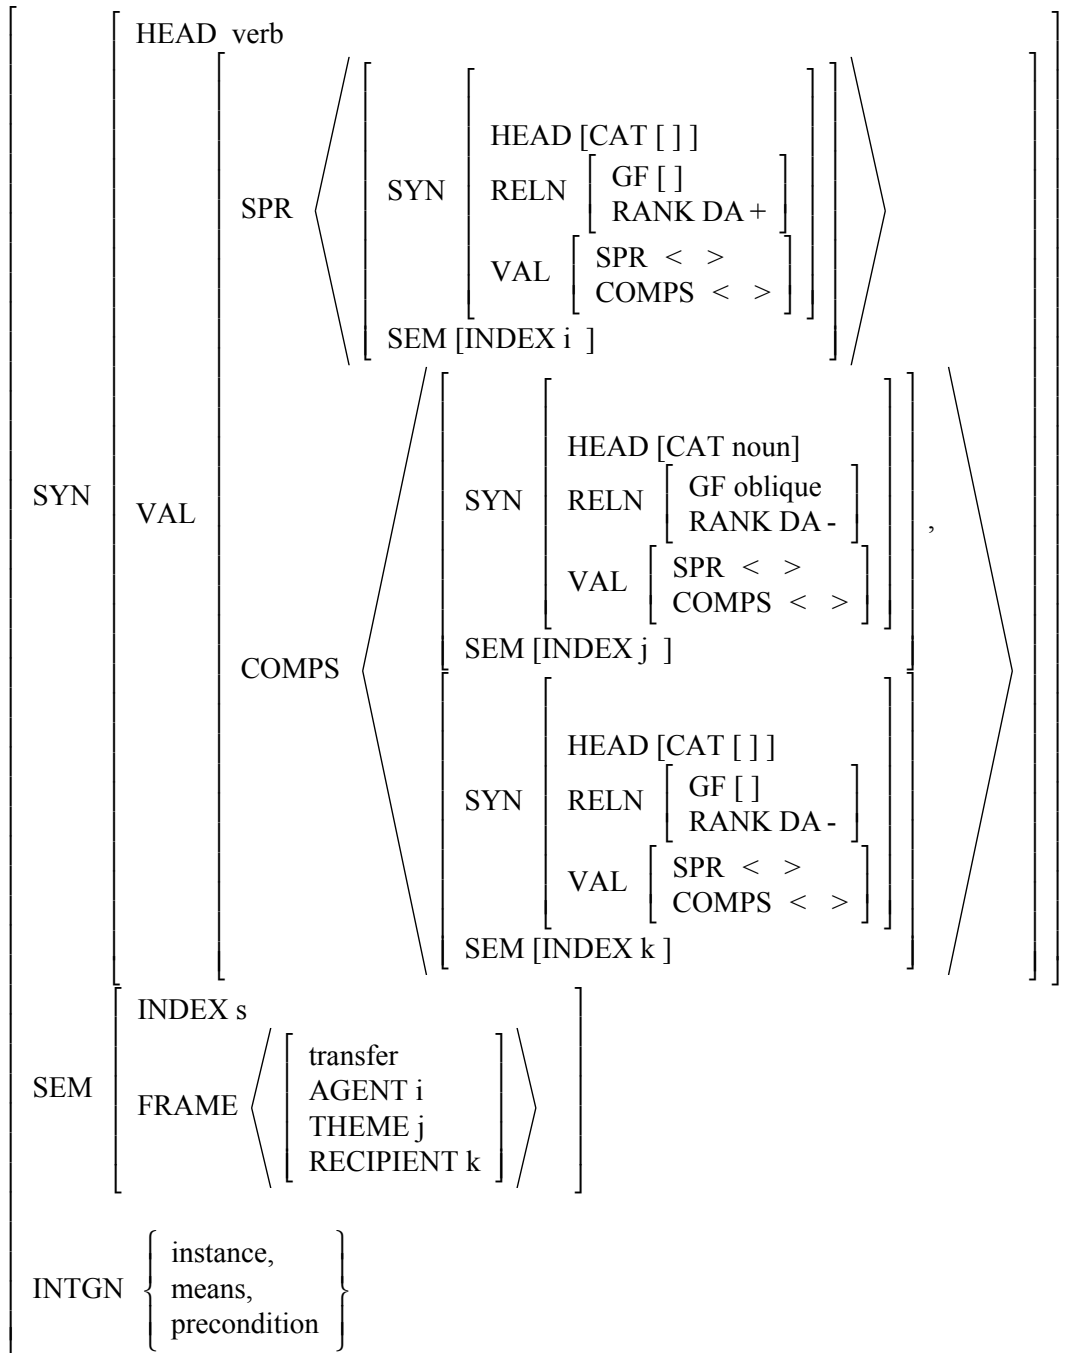 HEAD verb
HEAD [CAT [ ] ]
GF [ ]
SYN RELN
RANK DA +
SPR
SPR < >
VAL
COMPS < >
SEM [INDEX i ]
HEAD [CAT noun]
GF oblique
SYN VAL SYN RELN
RANK DA - ,
SPR < >
VAL
COMPS < >
SEM [INDEX j ]
COMPS
HEAD [CAT [ ] ]
GF [ ]
SYN RELN
RANK DA -
SPR < >
VAL
COMPS < >
SEM [INDEX k ]
INDEX s
transfer
AGENT i
SEM FRAME
THEME j
RECIPIENT k
instance,
INTGN means,
precondition